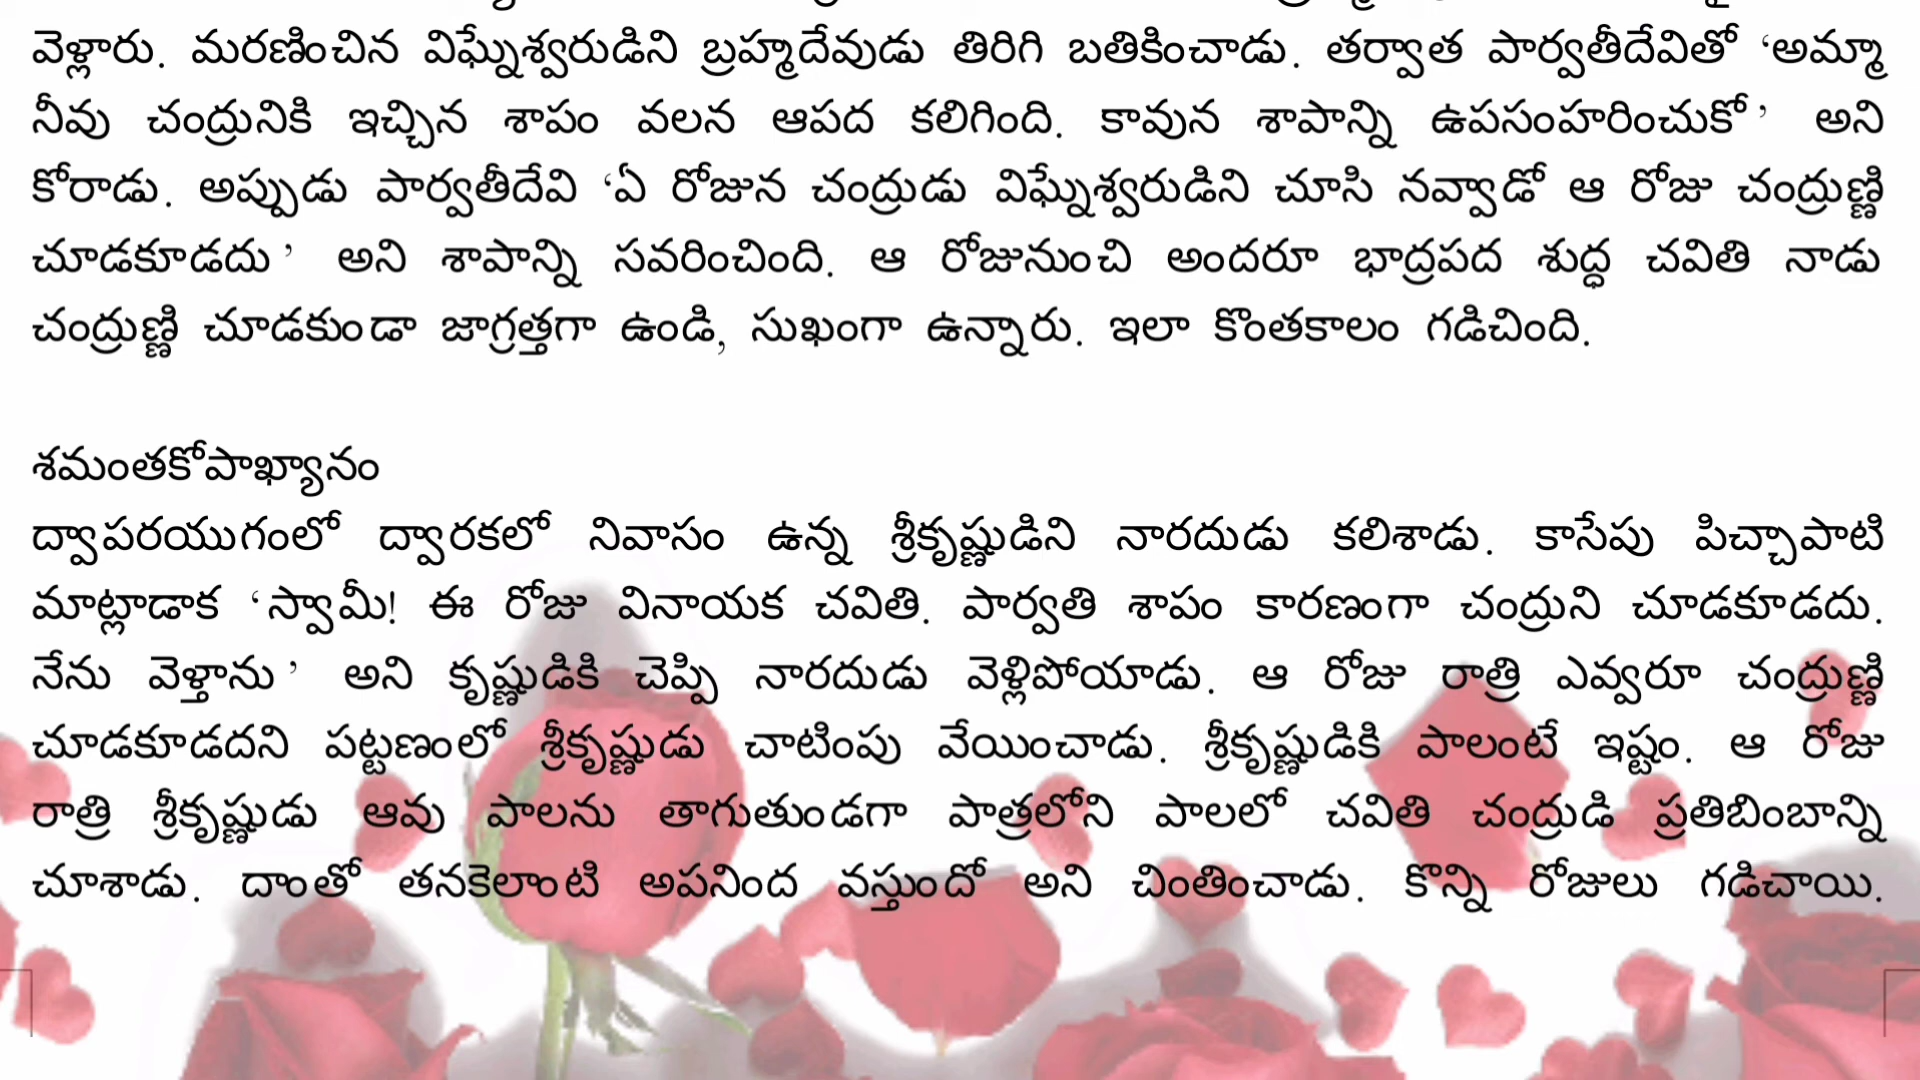 వెళ్లారు. మరణించిన విఘ్నేశ్వరుడిని బ్రహ్మదేవుడు తిరిగి బతికించాడు. తర్వాత పార్వతీదేవితో ‘అమ్మా
నీవు చంద్రునికి ఇచ్చిన శాపం వలన ఆపద కలిగింది. కావున శాపాన్ని ఉపసంహరించుకో’ అని
కోరాడు. అప్పుడు పార్వతీదేవి ‘ఏ రోజున చంద్రుడు విఘ్నేశ్వరుడిని చూసి నవ్వాడో ఆ రోజు చంద్రుణ్ణి
చూడకూడదు’ అని శాపాన్ని సవరించింది. ఆ రోజునుంచి అందరూ భాద్రపద శుద్ధ చవితి నాడు
చంద్రుణ్ణి చూడకుండా జాగ్రత్తగా ఉండి, సుఖంగా ఉన్నారు. ఇలా కొంతకాలం గడిచింది.
శమంతకోపాఖ్యానం
ద్వాపరయుగంలో ద్వారకలో నివాసం ఉన్న శ్రీకృష్ణుడిని నారదుడు కలిశాడు. కాసేపు పిచ్చాపాటి
మాట్లాడాక ‘స్వామీ! ఈ రోజు వినాయక చవితి. పార్వతి శాపం కారణంగా చంద్రుని చూడకూడదు.
నేను వెళ్తాను’ అని కృష్ణుడికి చెప్పి నారదుడు వెళ్లిపోయాడు. ఆ రోజు రాత్రి ఎవ్వరూ చంద్రుణ్ణి
చూడకూడదని పట్టణంలో శ్రీకృష్ణుడు చాటింపు వేయించాడు. శ్రీకృష్ణుడికి పాలంటే ఇష్టం. ఆ రోజు
రాత్రి శ్రీకృష్ణుడు ఆవు పాలను తాగుతుండగా పాత్రలోని పాలలో చవితి చంద్రుడి ప్రతిబింబాన్ని
చూశాడు. దాంతో తనకెలాంటి అపనింద వస్తుందో అని చింతించాడు. కొన్ని రోజులు గడిచాయి.